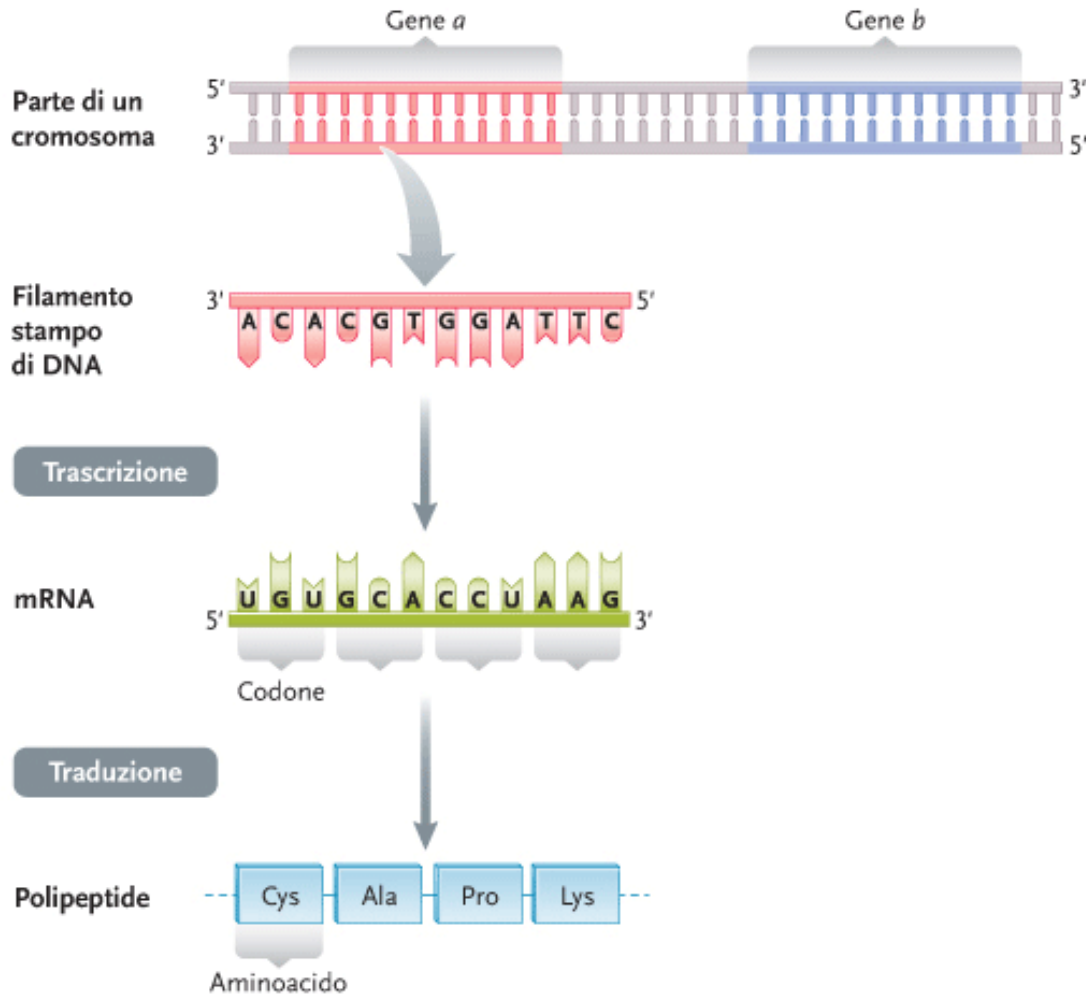 Gene a
Gene b
Parte di un
cromosoma
5′
3′
3′
5′
Filamento
stampo
di DNA
3′
5′
A C A C G T G G A T T C
Trascrizione
mRNA
U G U G C A C C U A A G
5′
3′
Codone
Traduzione
Polipeptide
Cys
Ala
Pro
Lys
Aminoacido